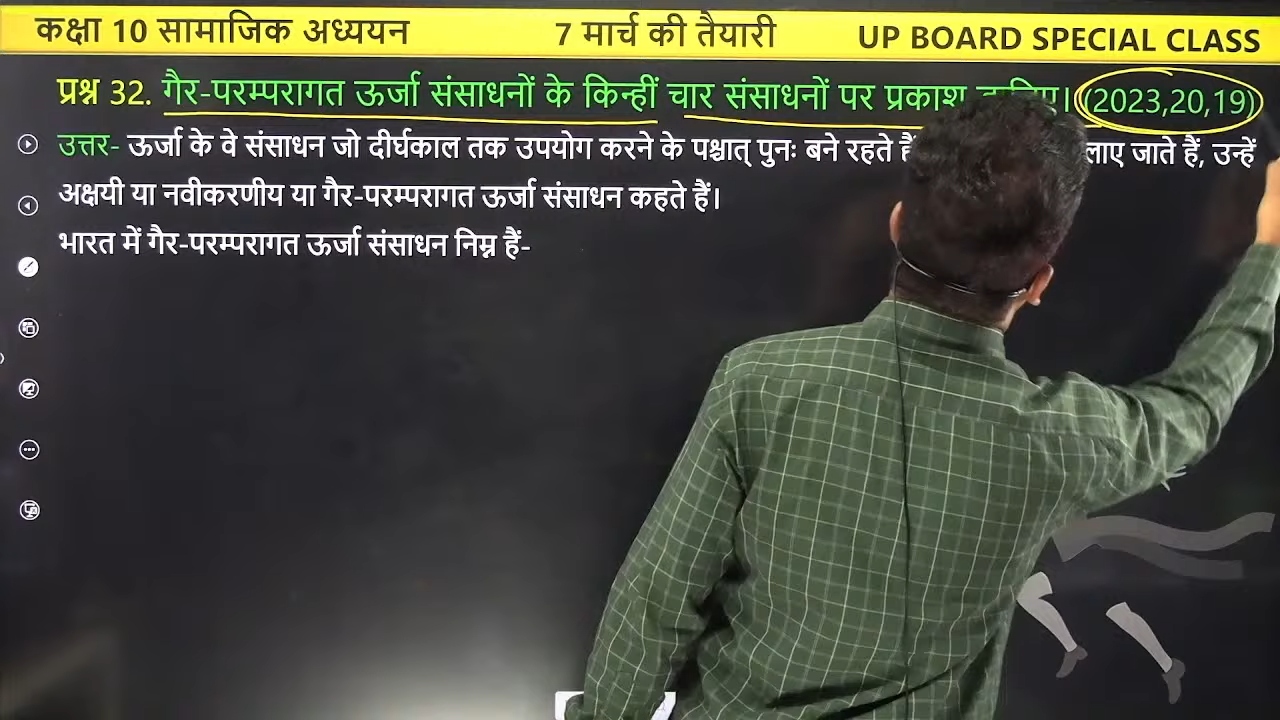 कक्षा 10 सामाजिक अध्ययन 7 मार्च की तैयारी UP BOARD SPECIAL CLASS
प्रश्न 32. गैर-परम्परागत ऊर्जा संसाधनों के किन्हीं चार संसाधनों पर प्रकाश (2023,20,19)
उत्तर- ऊर्जा के वे संसाधन जो दीर्घकाल तक उपयोग करने के पश्चात् पुनः बने रहते जाते हैं, उन्हें
अक्षयी या नवीकरणीय या गैर-परम्परागत ऊर्जा संसाधन कहते हैं।
भारत में गैर-परम्परागत ऊर्जा संसाधन निम्न हैं-